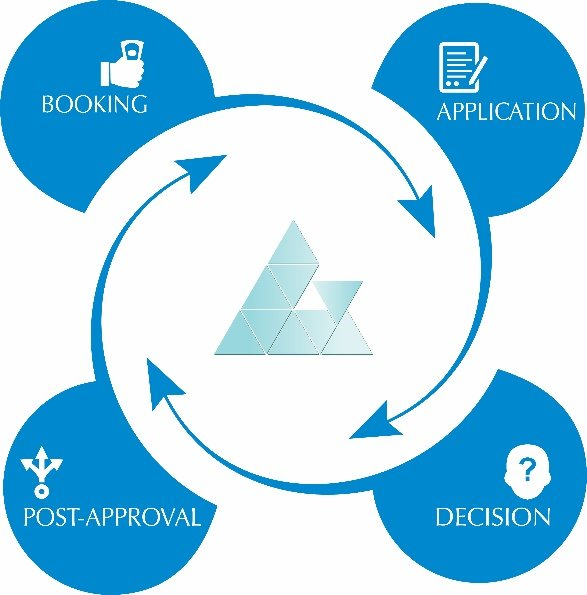 BOOKING
APPLICATION
?
POST-APPROVAL
DECISION